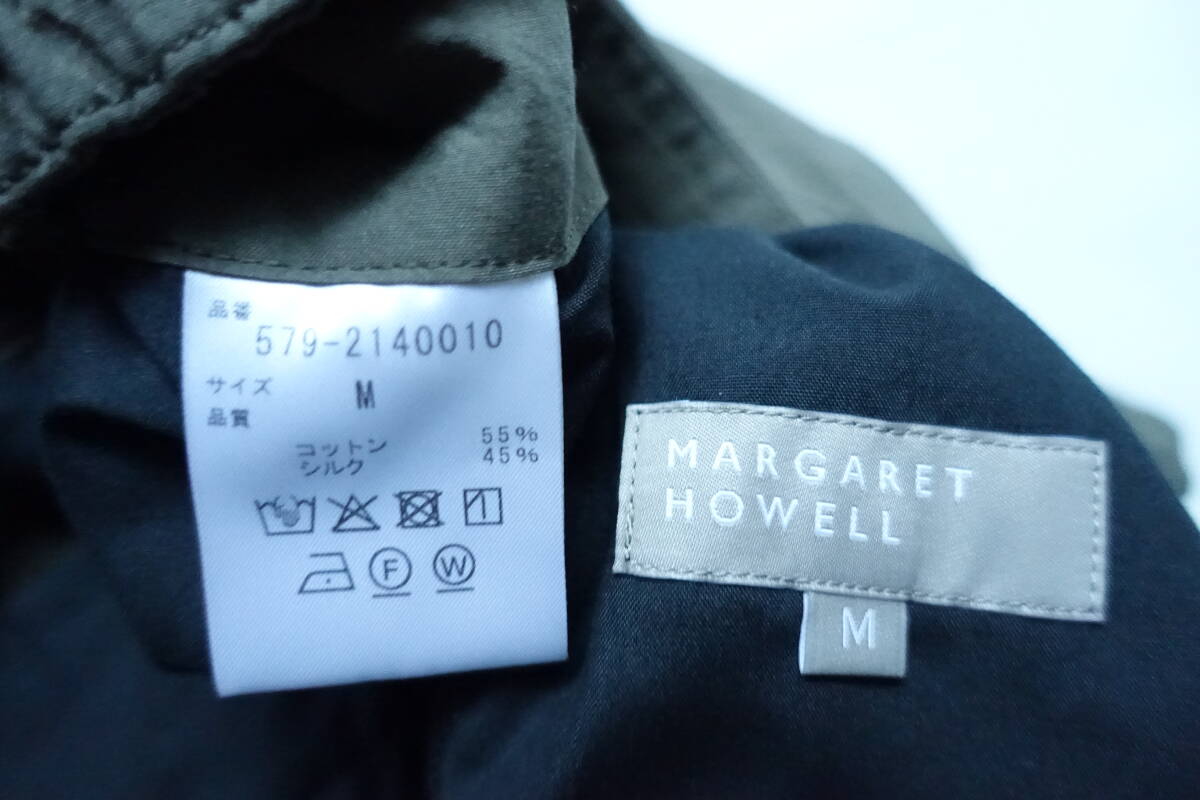 品番
579-2140010
サイズ M
品質
コットン 55%
シルク 45%
F W
MARGARET
HOWELL
M